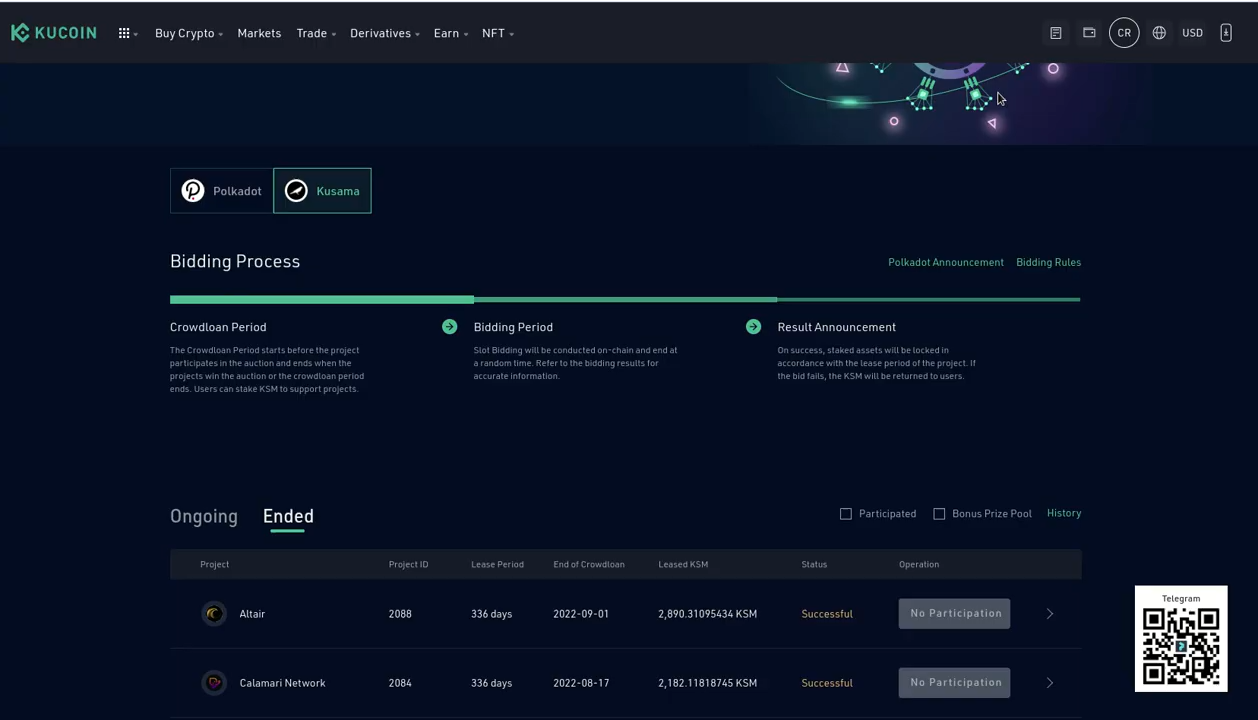 KUCOIN
Buy Crypto
Markets
Trade
Derivatives
Earn
NFT
CR
USD
Polkadot
Kusama
Bidding Process
Polkadot Announcement
Bidding Rules
Crowdloan Period
Bidding Period
Result Announcement
The Crowdloan Period starts before the project
participates in the auction and ends when the
projects win the auction or the crowdloan period
ends. Users can stake KSM to support projects.
Slot Bidding will be conducted on-chain and end at
a random time. Refer to the bidding results for
accurate information.
On success, staked assets will be locked in
accordance with the lease period of the project. If
the bid fails, the KSM will be returned to users.
Ongoing
Ended
Participated
Bonus Prize Pool
History
Project
Project ID
Lease Period
End of Crowdloan
Leased KSM
Status
Operation
Altair
2088
336 days
2022-09-01
2,890.31095434 KSM
Successful
No Participation
Calamari Network
2084
336 days
2022-08-17
2,182.11818745 KSM
Successful
No Participation
Telegram